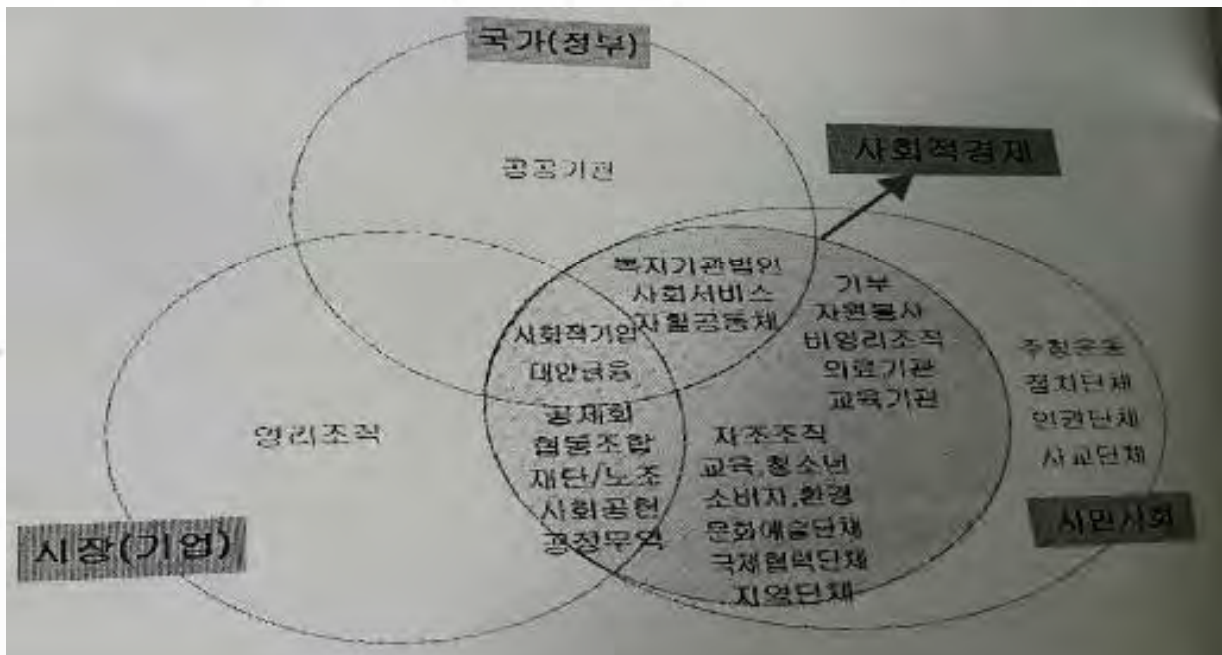 국가(정부)
공공기관
사회적경제
복지기관법인
사회서비스
자활공동체
기부
자원봉사
비영리조직
의료기관
교육기관
사회적기업
대안금융
공제회
협동조합
재단/노조
사회공헌
공정무역
영리조직
자조조직
교육,청소년
소비자,환경
문화예술단체
국제협력단체
지역단체
주창운동
정치단체
인권단체
사교단체
시장(기업)
시민사회